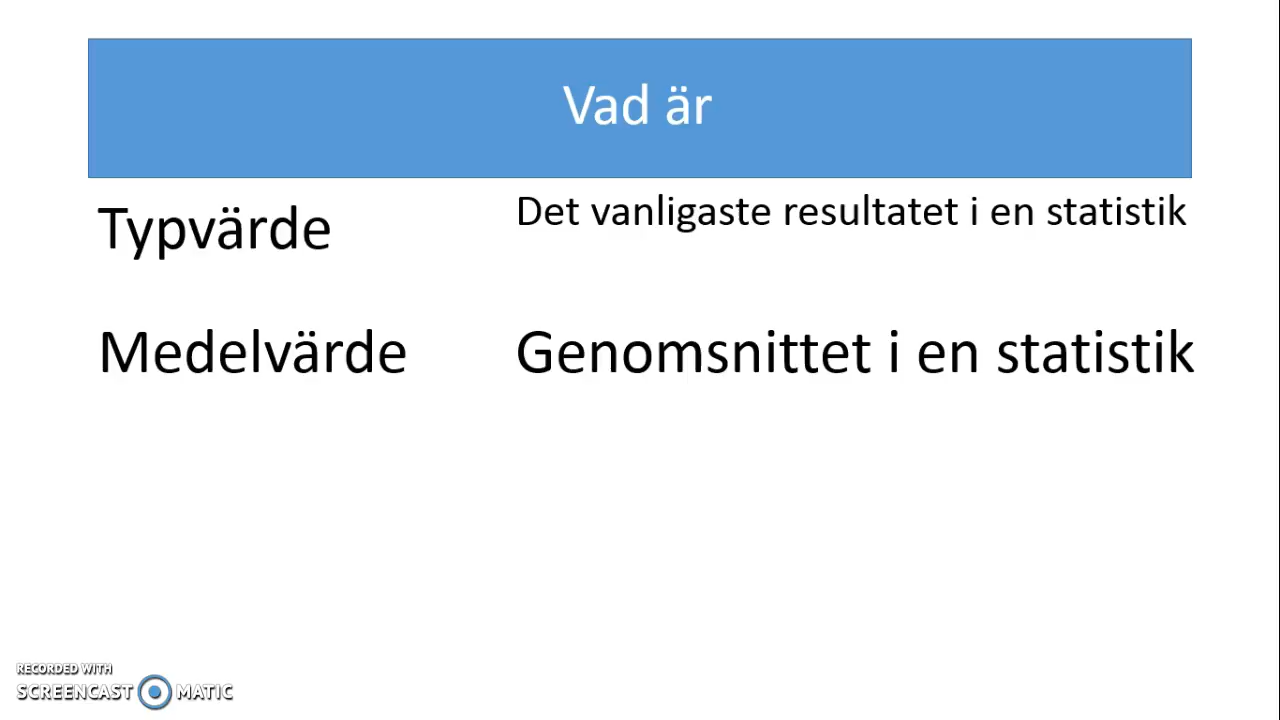 Vad är
Typvärde
Det vanligaste resultatet i en statistik
Medelvärde
Genomsnittet i en statistik
RECORDED WITH
SCREENCAST MATIC